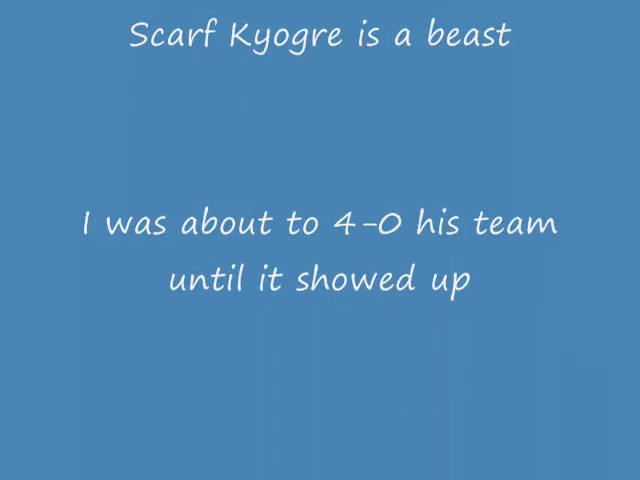 Scarf Kyogre is a beast
I was about to 4-0 his team
until it showed up